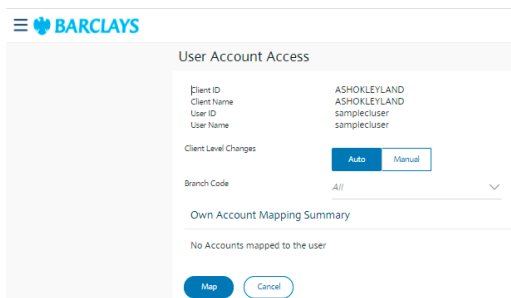 BARCLAYS
User Account Access
Client ID ASHOKLEYLAND
Client Name ASHOKLEYLAND
User ID samplecluser
User Name samplecluser
Client Level Changes Auto Manual
Branch Code All
Own Account Mapping Summary
No Accounts mapped to the user
Map Cancel